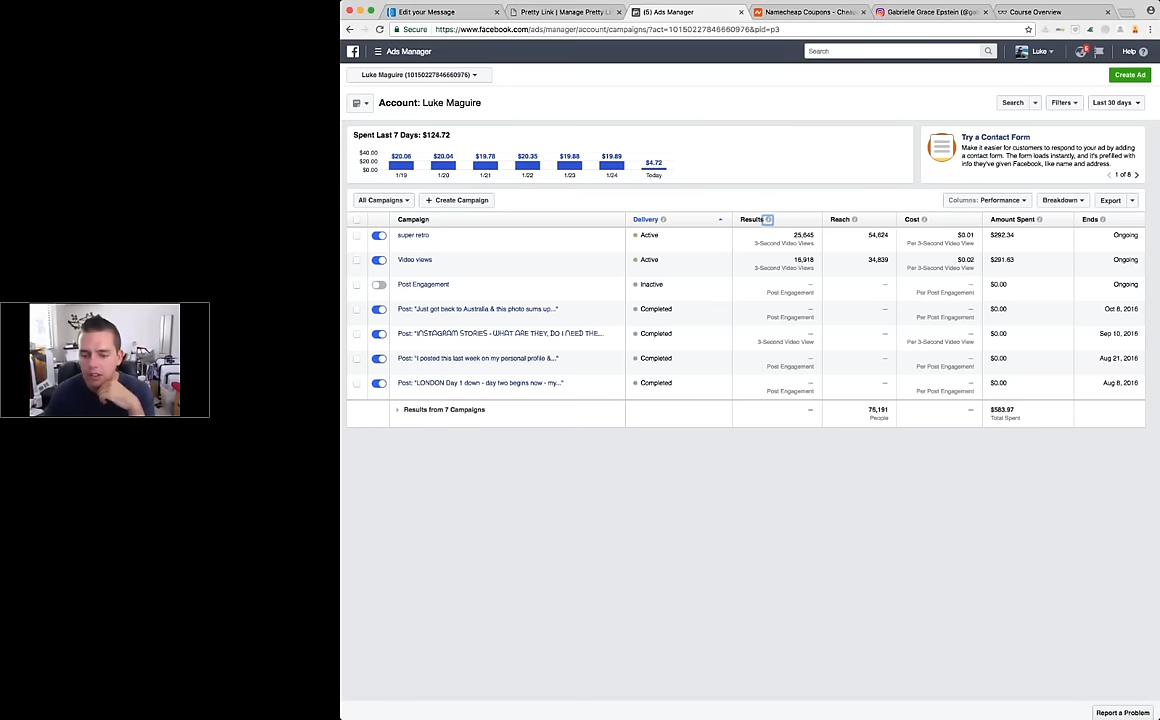 Edit your Message
Pretty Link | Manage Pretty Li
(5) Ads Manager
Namecheap Coupons - Cheap
Gabrielle Grace Epstein (@ga
Course Overview
Secure https://www.facebook.com/ads/manager/account/campaigns/?act=10150227846660976&pid=p3
Ads Manager
Search
Luke
Help
Luke Maguire (10150227846660976)
Create Ad
Account: Luke Maguire
Search
Filters
Last 30 days
Spent Last 7 Days: $124.72
$40.00
$20.00
$0.00
$20.06 $20.04 $19.78 $20.35 $19.88 $19.89 $4.72
1/19 1/20 1/21 1/22 1/23 1/24 Today
Try a Contact Form
Make it easier for customers to respond to your ad by
adding a contact form. The form loads instantly, and it's prefilled with
info they've given Facebook, like name and address.
1 of 8
All Campaigns
+ Create Campaign
Columns: Performance
Breakdown
Export
Campaign Delivery Results Reach Cost Amount Spent Ends
super retro Active 25,645 54,624 $0.01 $292.34 Ongoing
3-Second Video Views Per 3-Second Video View
Video views Active 16,918 34,839 $0.02 $291.63 Ongoing
3-Second Video Views Per 3-Second Video View
Post Engagement Inactive — — — $0.00 Ongoing
Post Engagement Per Post Engagement
Post: "Just got back to Australia & this photo sums up..." Completed — — — $0.00 Oct 8, 2016
Post Engagement Per Post Engagement
Post: "INSTAGRAM STORIES - WHAT ARE THEY, DO I NEED THE... Completed — — — $0.00 Sep 10, 2016
3-Second Video View Per 3-Second Video View
Post: "I posted this last week on my personal profile &..." Completed — — — $0.00 Aug 21, 2016
Post Engagement Per Post Engagement
Post: "LONDON Day 1 down - day two begins now - my..." Completed — — — $0.00 Aug 8, 2016
Post Engagement Per Post Engagement
Results from 7 Campaigns — 75,191 — $583.97
People Total Spent
Report a Problem